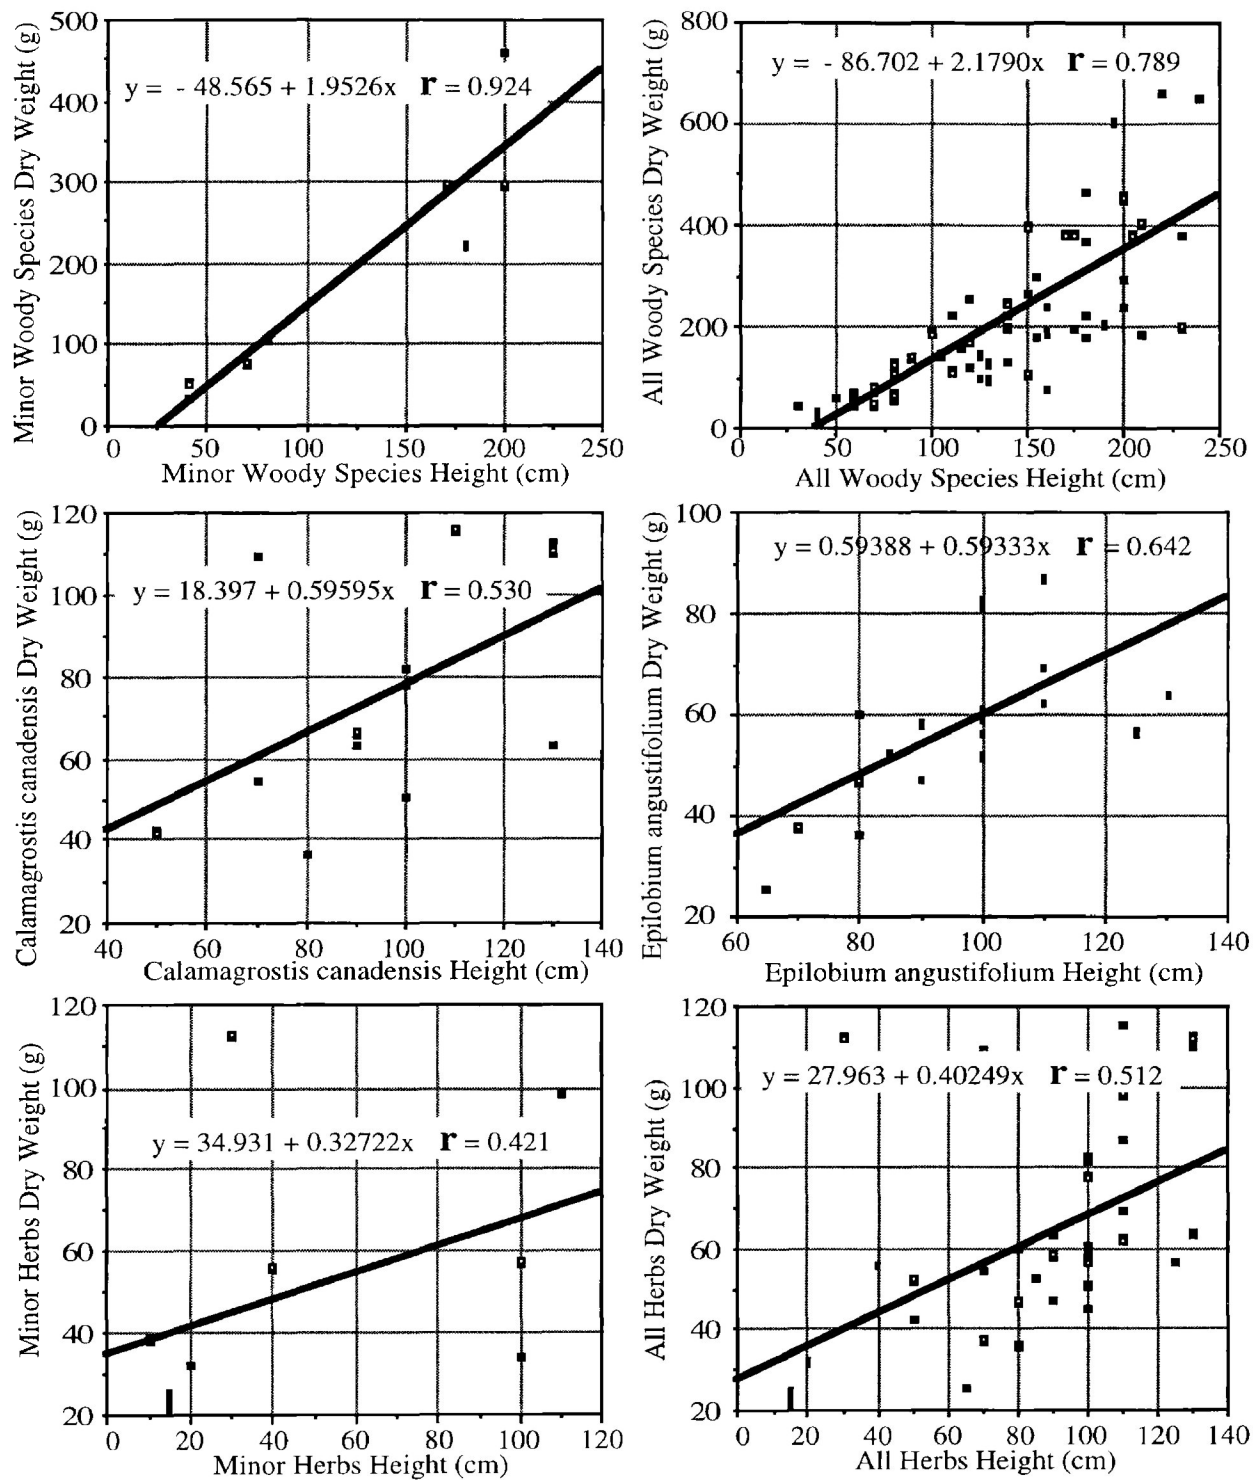 Minor Woody Species Dry Weight (g)
500
400
300
200
100
0
y = - 48.565 + 1.9526x r = 0.924
0 50 100 150 200 250
Minor Woody Species Height (cm)
All Woody Species Dry Weight (g)
800
600
400
200
0
y = - 86.702 + 2.1790x r = 0.789
0 50 100 150 200 250
All Woody Species Height (cm)
Calamagrostis canadensis Dry Weight (g)
120
100
80
60
40
20
y = 18.397 + 0.59595x r = 0.530
40 60 80 100 120 140
Calamagrostis canadensis Height (cm)
Epilobium angustifolium Dry Weight (g)
100
80
60
40
20
y = 0.59388 + 0.59333x r = 0.642
60 80 100 120 140
Epilobium angustifolium Height (cm)
Minor Herbs Dry Weight (g)
120
100
80
60
40
20
y = 34.931 + 0.32722x r = 0.421
0 20 40 60 80 100 120
Minor Herbs Height (cm)
All Herbs Dry Weight (g)
120
100
80
60
40
20
y = 27.963 + 0.40249x r = 0.512
0 20 40 60 80 100 120 140
All Herbs Height (cm)